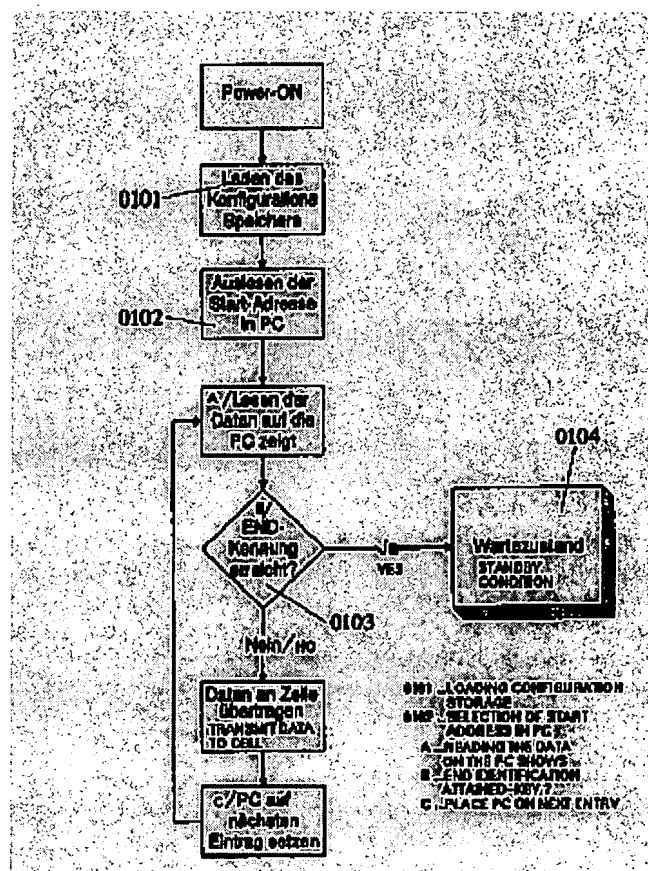 Power-ON
0101
Laden des
Konfigurations
Speichers
0102
Auslesen der
Start-Adresse
in PC
A/Lesen der
Daten auf die
PC zeigt
B/
END-
Kennung
erreicht?
0103
Ja
YES
0104
Wartezustand
STANDBY
CONDITION
Nein/NO
Daten an Zelle
übertragen
TRANSMIT DATA
TO CELL
C/PC auf
nächsten
Eintrag setzen
0101...LOADING CONFIGURATION
STORAGE
0102...SELECTION OF START
ADDRESS IN PC
A...READING THE DATA
ON THE PC SHOWS
B...END IDENTIFICATION
ATTAINED-KEY?
C...PLACE PC ON NEXT ENTRY